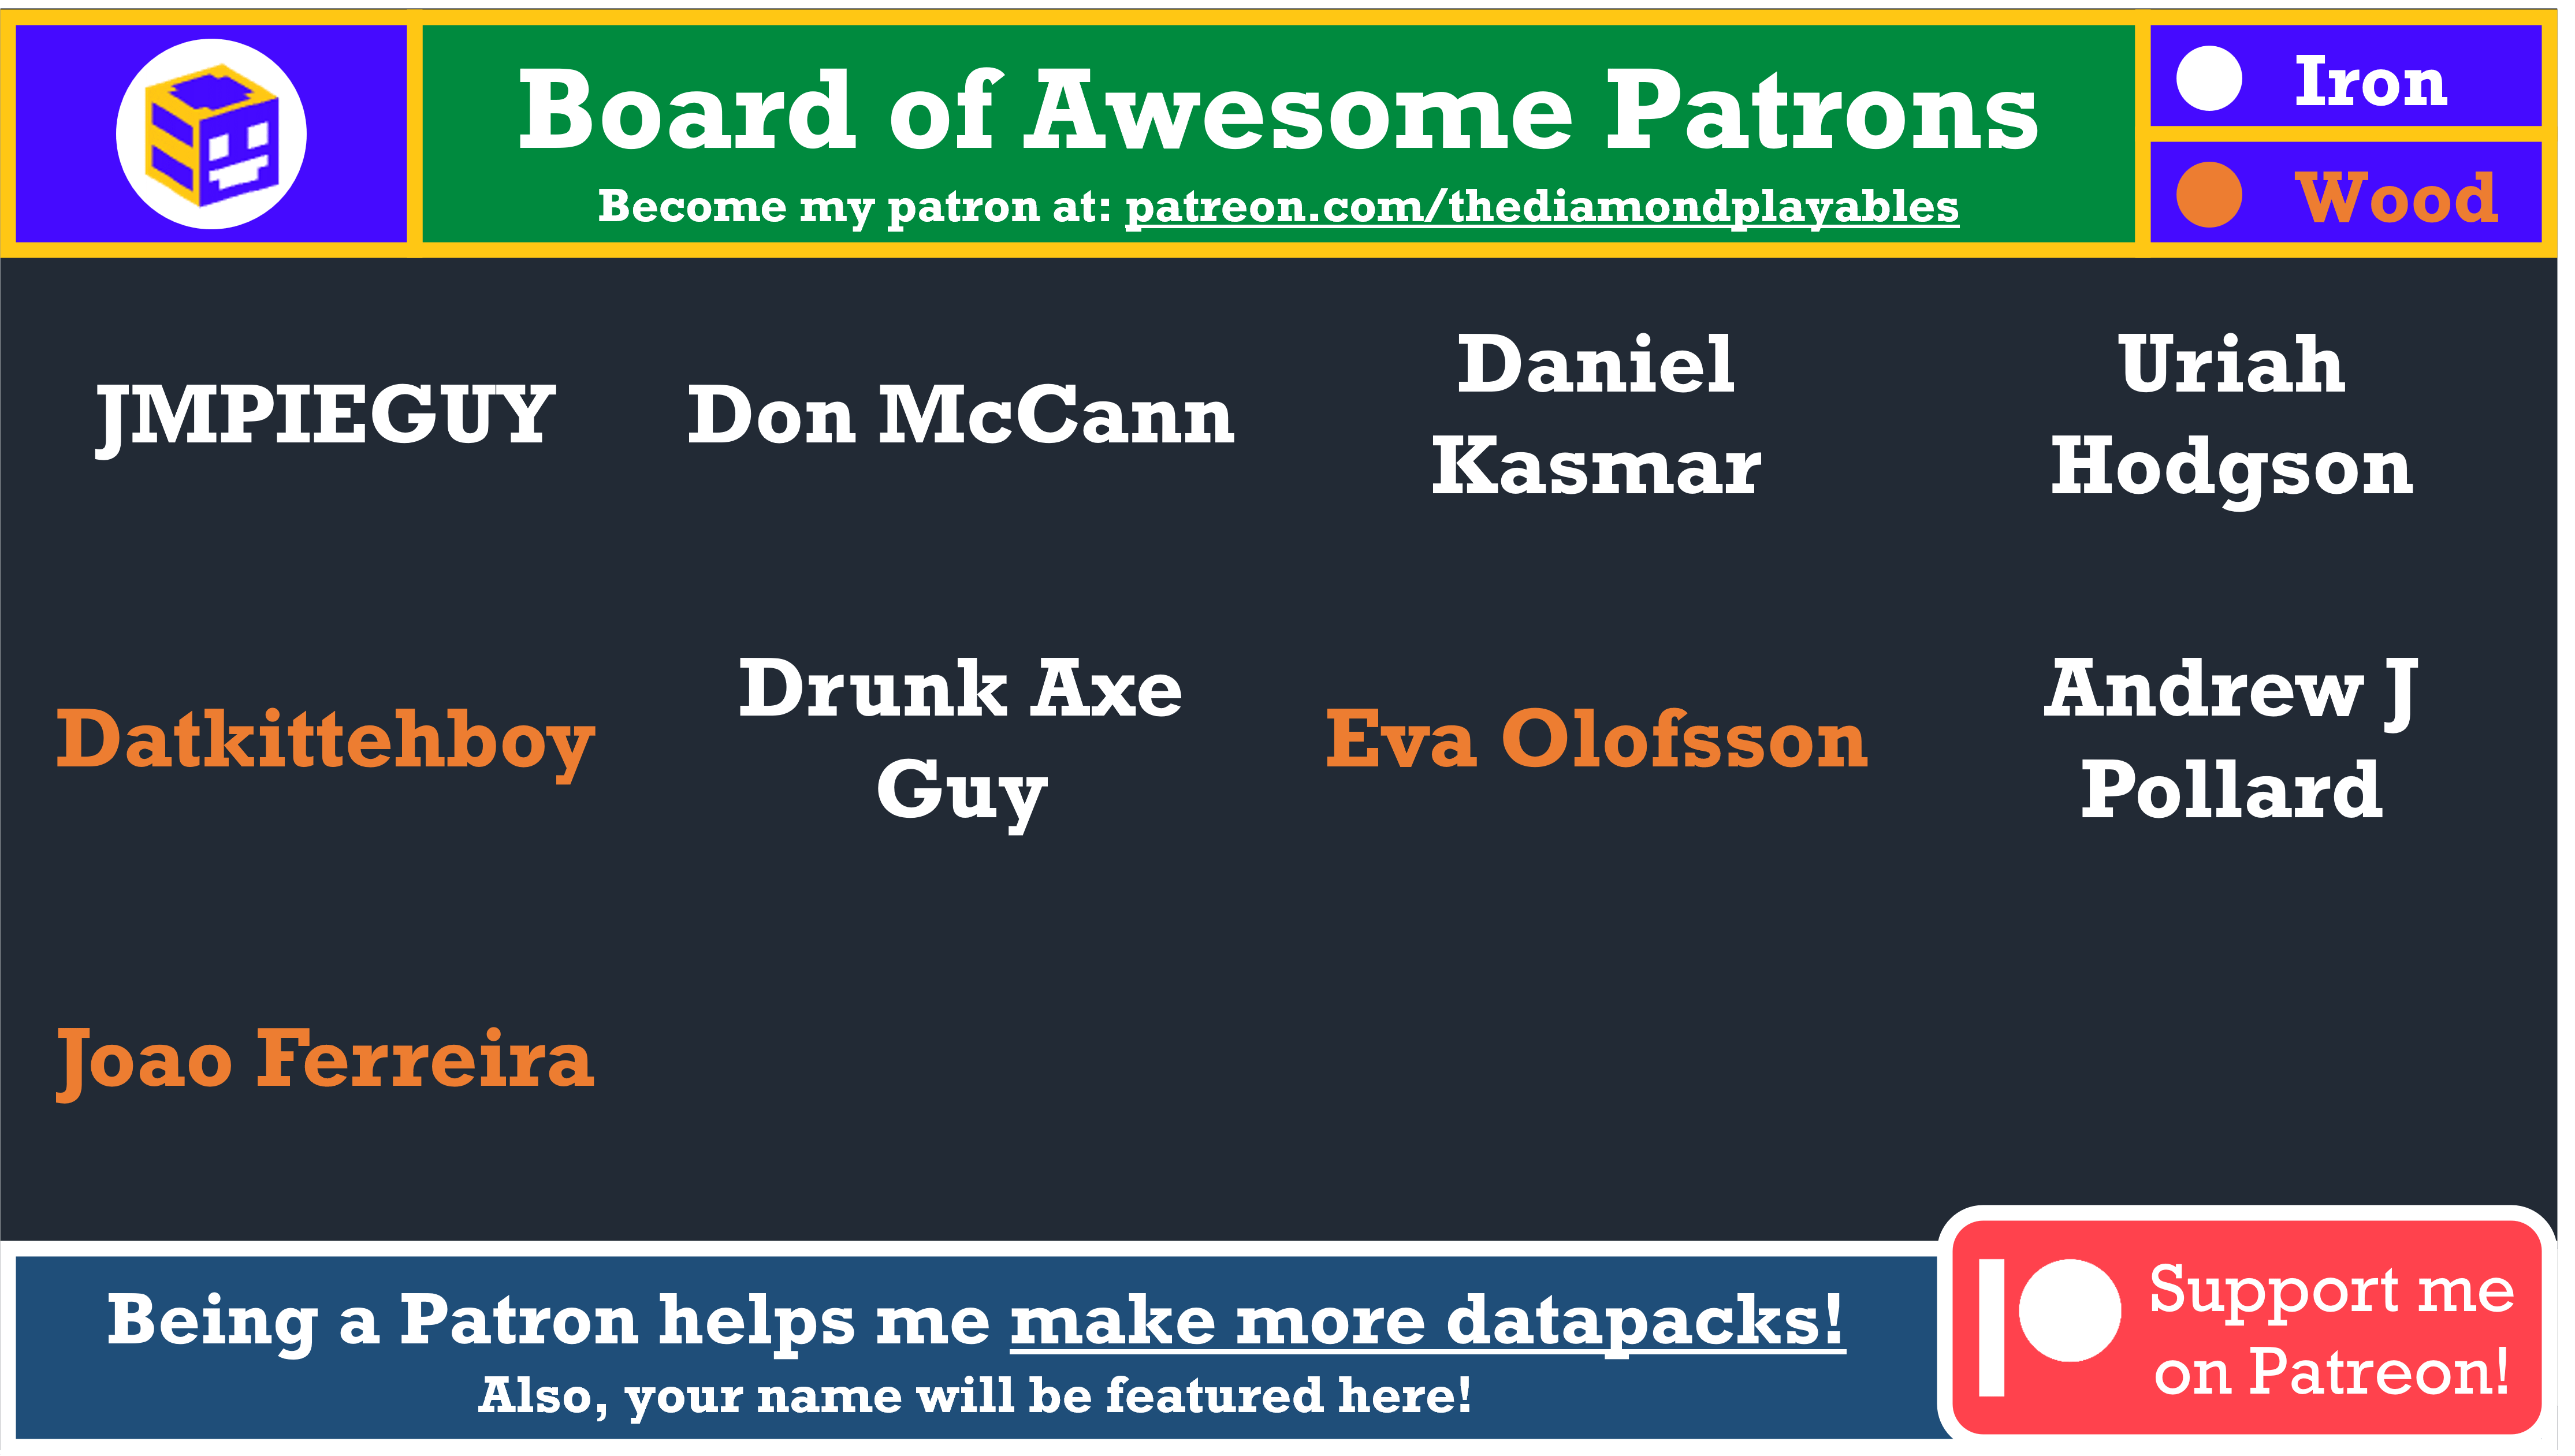 Board of Awesome Patrons
Become my patron at: patreon.com/thediamondplayables
Iron
Wood
JMPIEGUY
Don McCann
Daniel
Kasmar
Uriah
Hodgson
Datkittehboy
Drunk Axe
Guy
Eva Olofsson
Andrew J
Pollard
Joao Ferreira
Being a Patron helps me make more datapacks!
Also, your name will be featured here!
Support me
on Patreon!